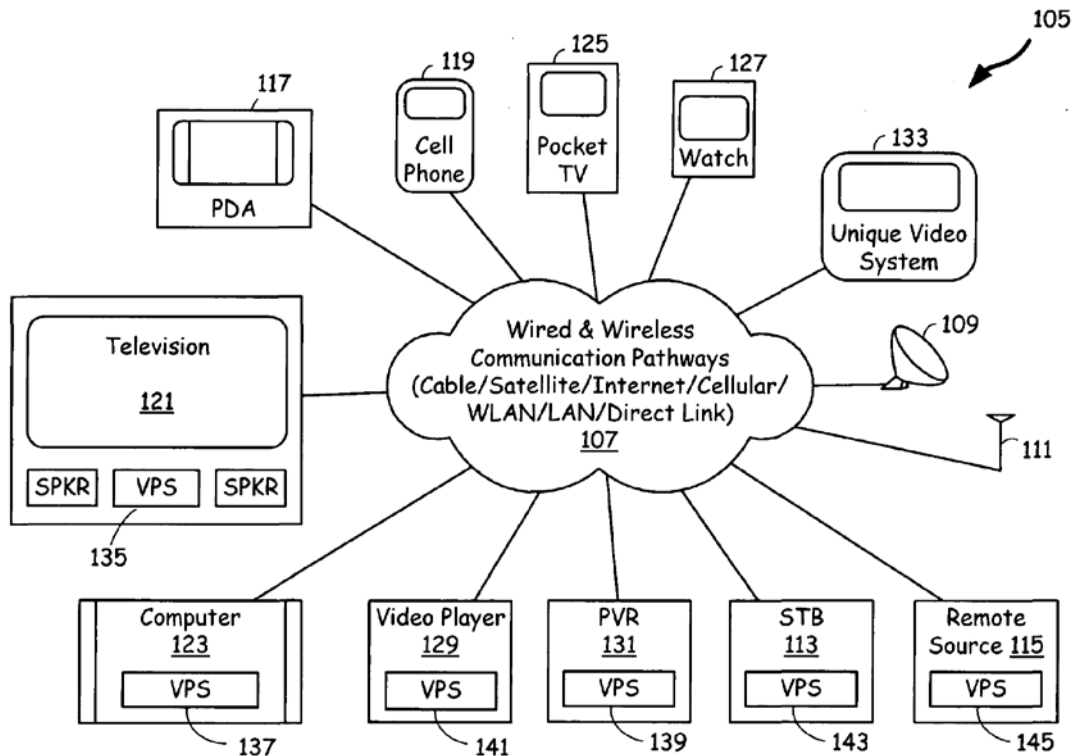 105
125
119
127
117
133
Cell
Phone
Pocket
TV
Watch
PDA
Unique Video
System
109
Television
121
Wired & Wireless
Communication Pathways
(Cable/Satellite/Internet/Cellular/
WLAN/LAN/Direct Link)
107
111
SPKR
VPS
SPKR
135
Computer
123
VPS
Video Player
129
VPS
PVR
131
VPS
STB
113
VPS
Remote
Source 115
VPS
137
141
139
143
145